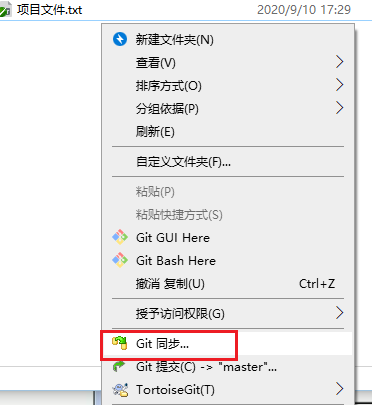 项目文件.txt 2020/9/10 17:29
新建文件夹(N)
查看(V)
排序方式(O)
分组依据(P)
刷新(E)
自定义文件夹(F)...
粘贴(P)
粘贴快捷方式(S)
Git GUI Here
Git Bash Here
撤消 复制(U) Ctrl+Z
授予访问权限(G)
Git 同步...
Git 提交(C) -> "master"...
TortoiseGit(T)